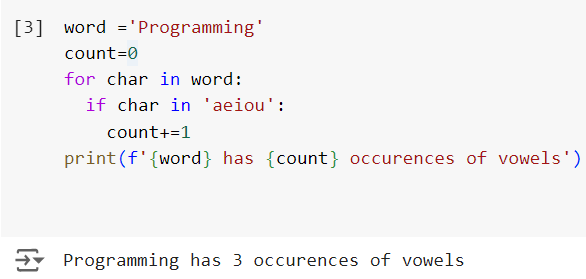 [3] word ='Programming'
count=0
for char in word:
if char in 'aeiou':
count+=1
print(f'{word} has {count} occurences of vowels')
Programming has 3 occurences of vowels